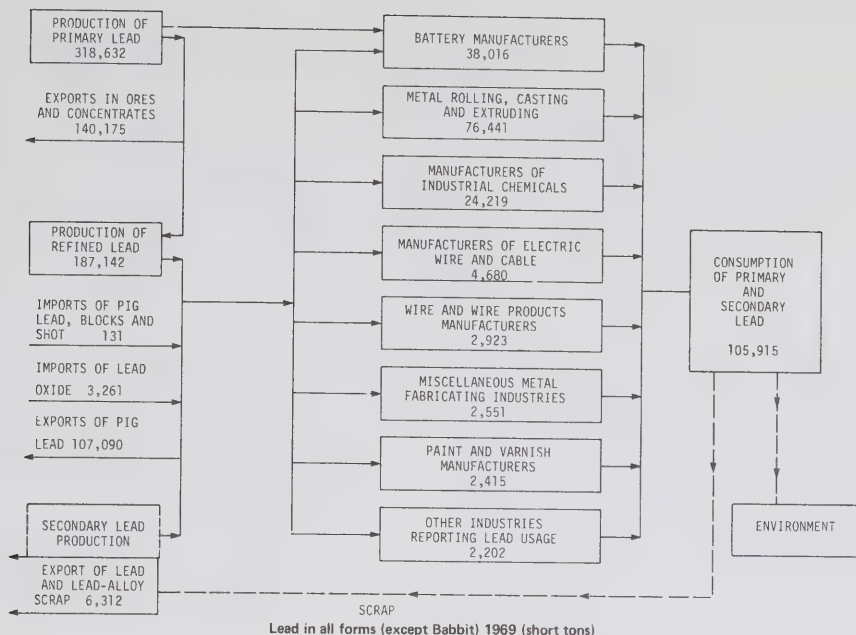 PRODUCTION OF
PRIMARY LEAD
318,632
EXPORTS IN ORES
AND CONCENTRATES
140,175
PRODUCTION OF
REFINED LEAD
187,142
IMPORTS OF PIG
LEAD, BLOCKS AND
SHOT 131
IMPORTS OF LEAD
OXIDE 3,261
EXPORTS OF PIG
LEAD 107,090
SECONDARY LEAD
PRODUCTION
EXPORT OF LEAD
AND LEAD-ALLOY
SCRAP 6,312
BATTERY MANUFACTURERS
38,016
METAL ROLLING, CASTING
AND EXTRUDING
76,441
MANUFACTURERS OF
INDUSTRIAL CHEMICALS
24,219
MANUFACTURERS OF ELECTRIC
WIRE AND CABLE
4,680
WIRE AND WIRE PRODUCTS
MANUFACTURERS
2,923
MISCELLANEOUS METAL
FABRICATING INDUSTRIES
2,551
PAINT AND VARNISH
MANUFACTURERS
2,415
OTHER INDUSTRIES
REPORTING LEAD USAGE
2,202
CONSUMPTION
OF PRIMARY
AND
SECONDARY
LEAD
105,915
ENVIRONMENT
SCRAP
Lead in all forms (except Babbit) 1969 (short tons)